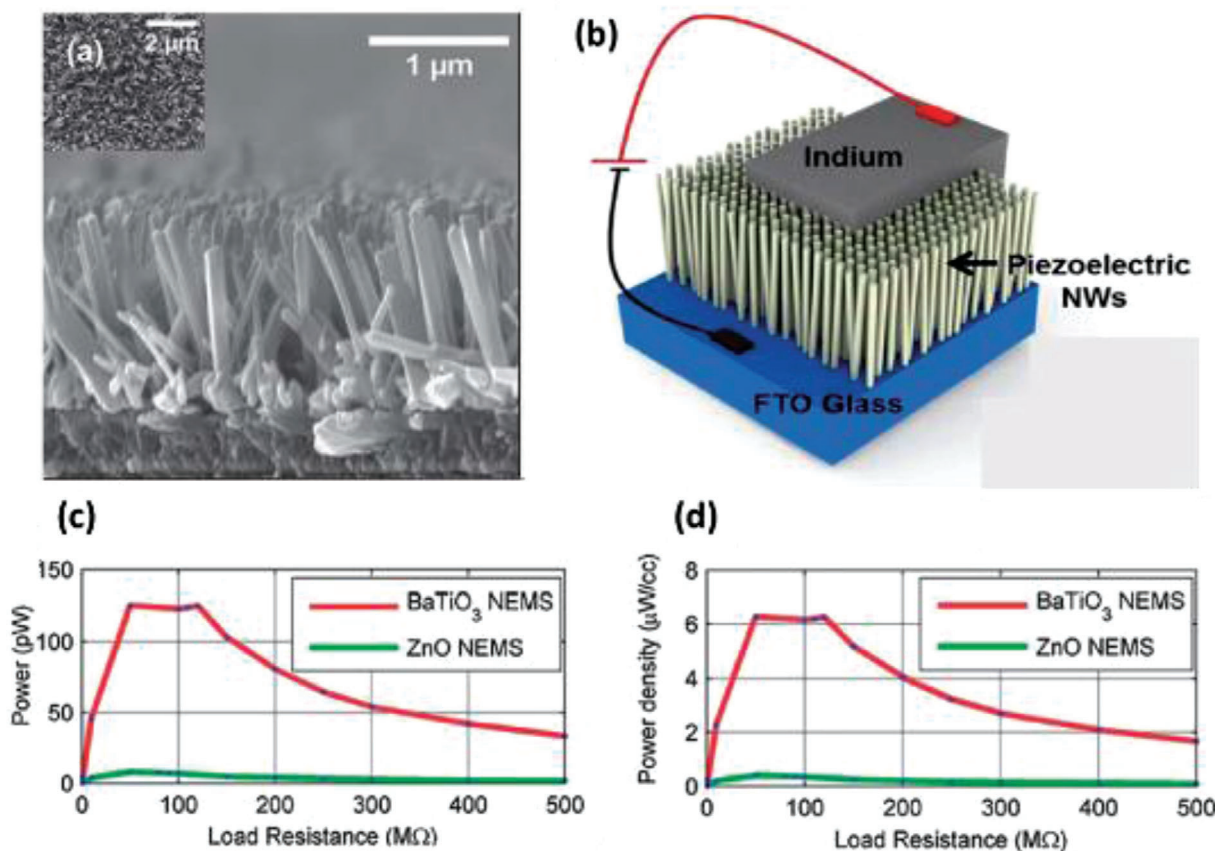 (a)
2 μm
1 μm
(b)
Indium
Piezoelectric
NWs
FTO Glass
(c)
Power (pW)
150
100
50
0
BaTiO₃ NEMS
ZnO NEMS
0 100 200 300 400 500
Load Resistance (MΩ)
(d)
Power density (μW/cc)
8
6
4
2
0
BaTiO₃ NEMS
ZnO NEMS
0 100 200 300 400 500
Load Resistance (MΩ)